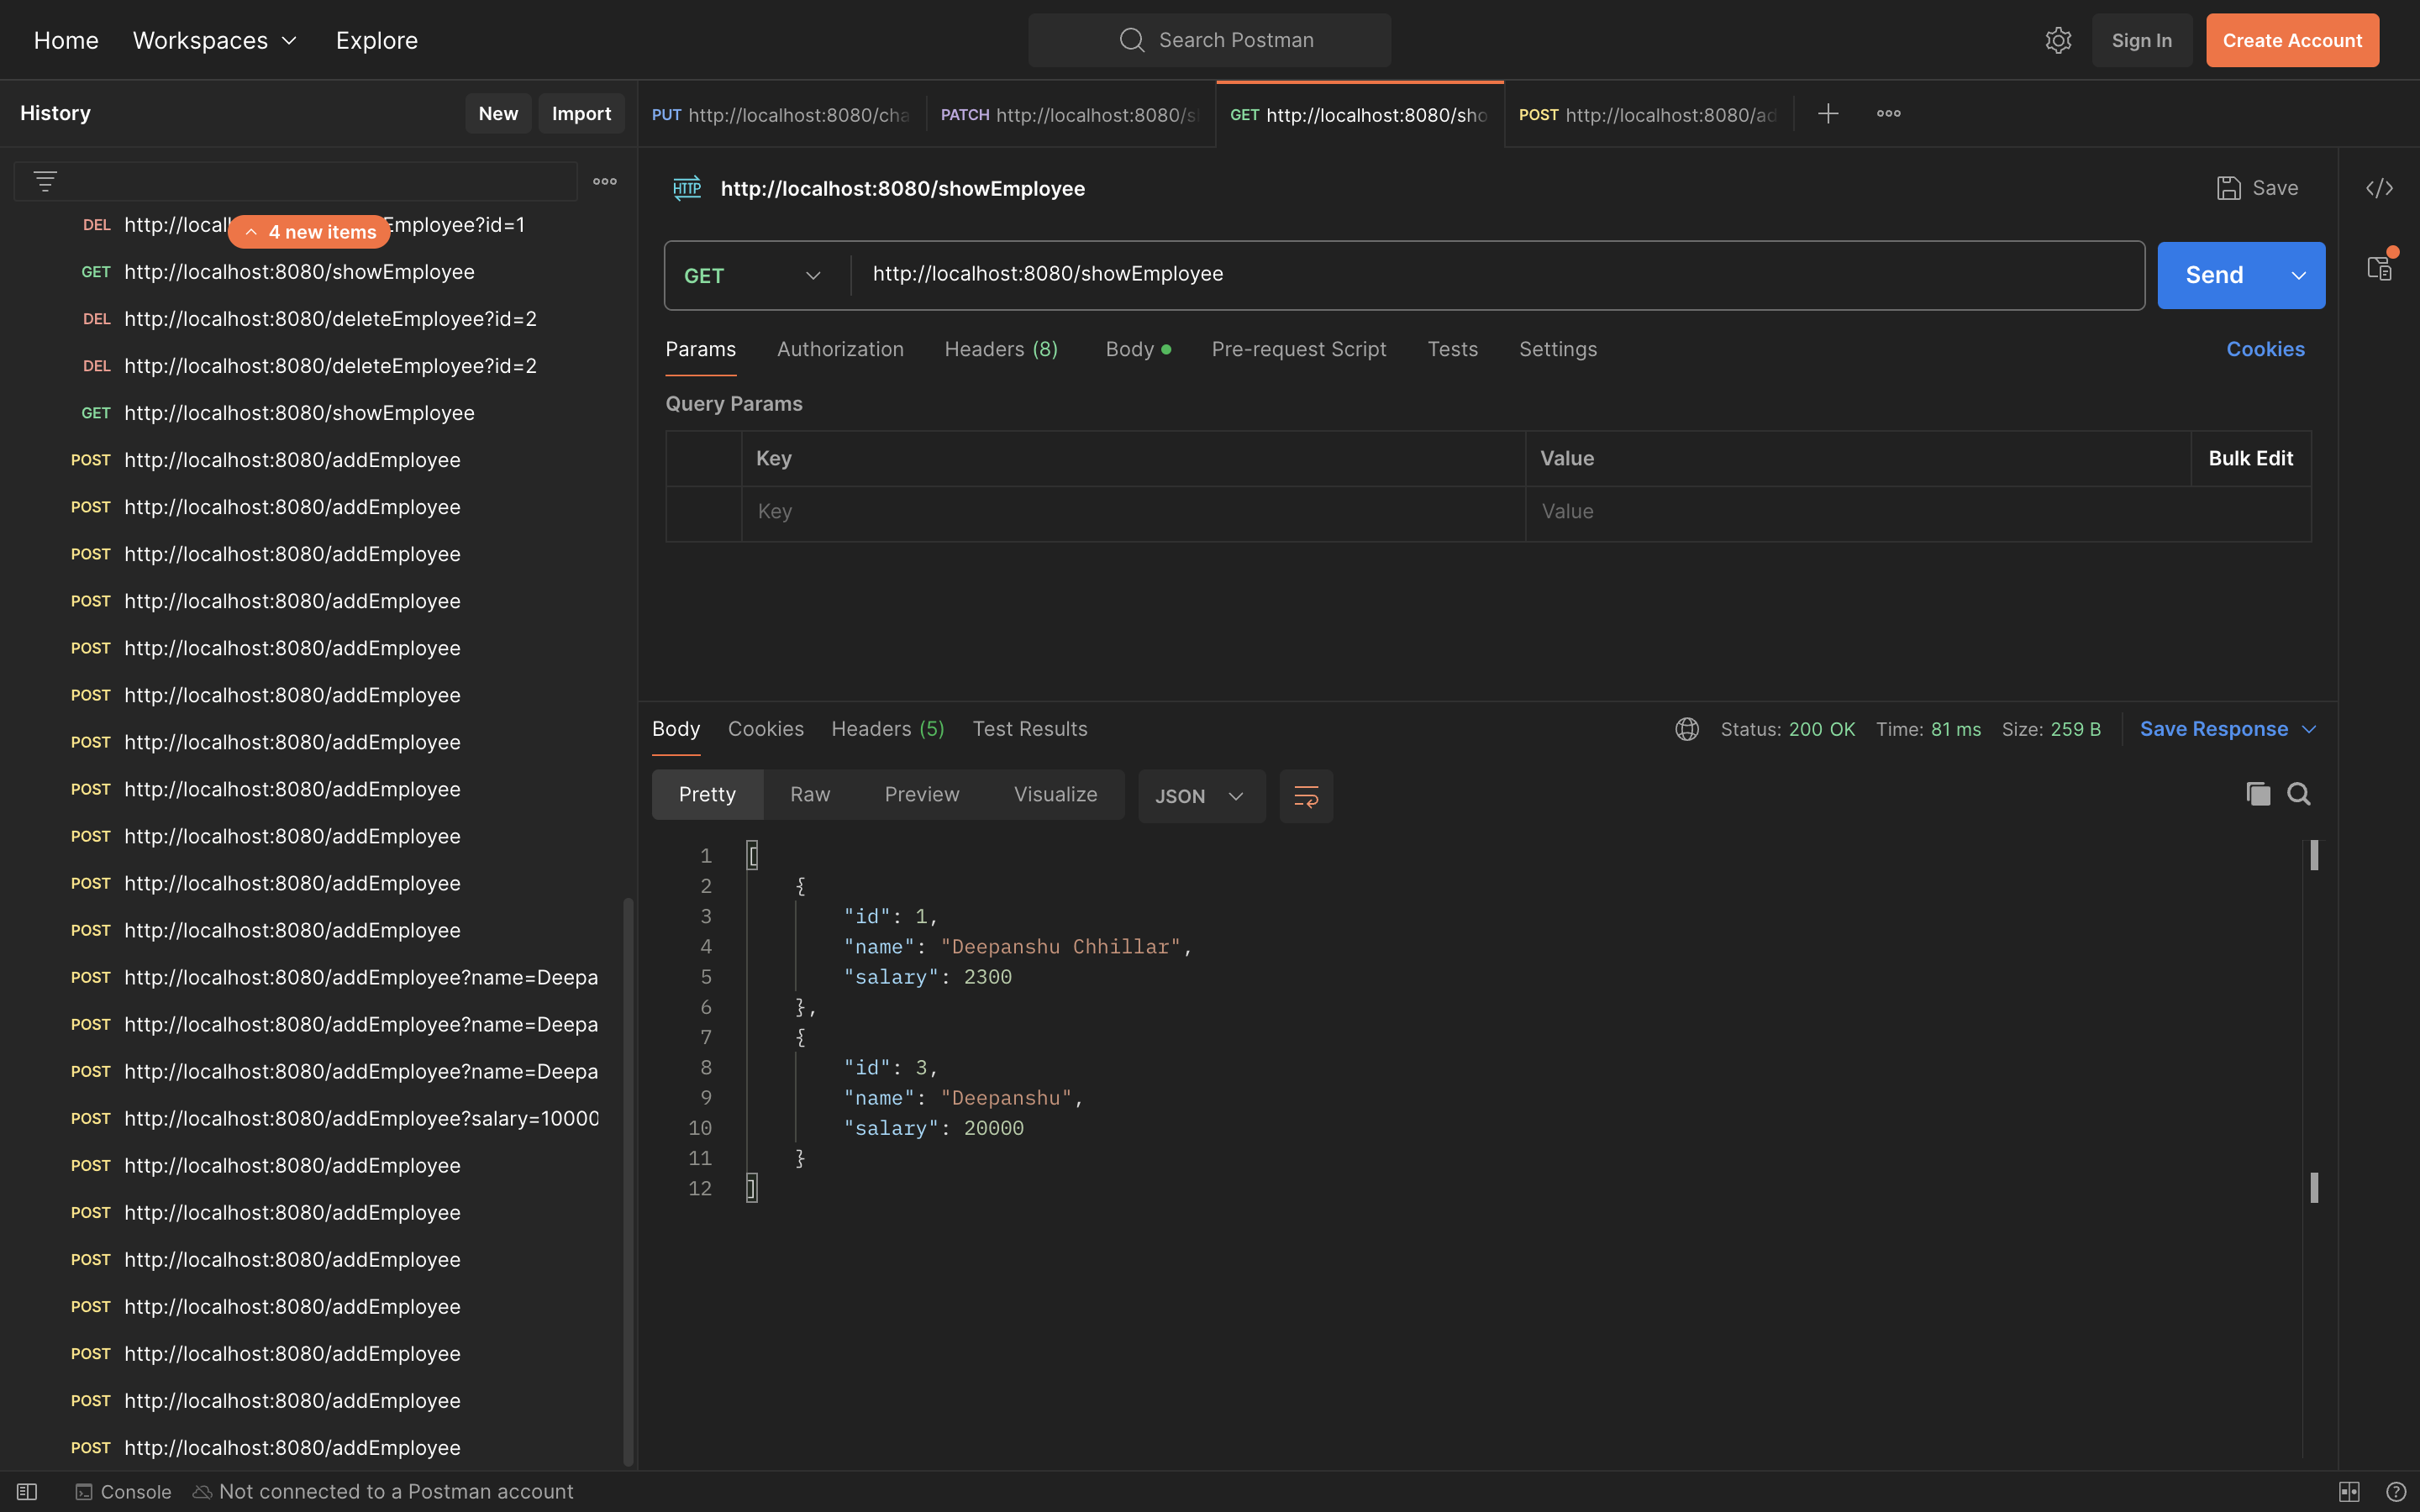 Home Workspaces Explore Search Postman Sign In Create Account
History New Import
PUT http://localhost:8080/cha PATCH http://localhost:8080/s GET http://localhost:8080/sho POST http://localhost:8080/ad
DEL http://local Employee?id=1
4 new items
GET http://localhost:8080/showEmployee
DEL http://localhost:8080/deleteEmployee?id=2
DEL http://localhost:8080/deleteEmployee?id=2
GET http://localhost:8080/showEmployee
POST http://localhost:8080/addEmployee
POST http://localhost:8080/addEmployee
POST http://localhost:8080/addEmployee
POST http://localhost:8080/addEmployee
POST http://localhost:8080/addEmployee
POST http://localhost:8080/addEmployee
POST http://localhost:8080/addEmployee
POST http://localhost:8080/addEmployee
POST http://localhost:8080/addEmployee
POST http://localhost:8080/addEmployee
POST http://localhost:8080/addEmployee
POST http://localhost:8080/addEmployee?name=Deepa
POST http://localhost:8080/addEmployee?name=Deepa
POST http://localhost:8080/addEmployee?name=Deepa
POST http://localhost:8080/addEmployee?salary=10000
POST http://localhost:8080/addEmployee
POST http://localhost:8080/addEmployee
POST http://localhost:8080/addEmployee
POST http://localhost:8080/addEmployee
POST http://localhost:8080/addEmployee
POST http://localhost:8080/addEmployee
POST http://localhost:8080/addEmployee
HTTP http://localhost:8080/showEmployee Save
GET http://localhost:8080/showEmployee Send
Params Authorization Headers (8) Body Pre-request Script Tests Settings Cookies
Query Params
Key Value Bulk Edit
Key Value
Body Cookies Headers (5) Test Results Status: 200 OK Time: 81 ms Size: 259 B Save Response
Pretty Raw Preview Visualize JSON
1 [
2 {
3 "id": 1,
4 "name": "Deepanshu Chhillar",
5 "salary": 2300
6 },
7 {
8 "id": 3,
9 "name": "Deepanshu",
10 "salary": 20000
11 }
12 ]
Console Not connected to a Postman account